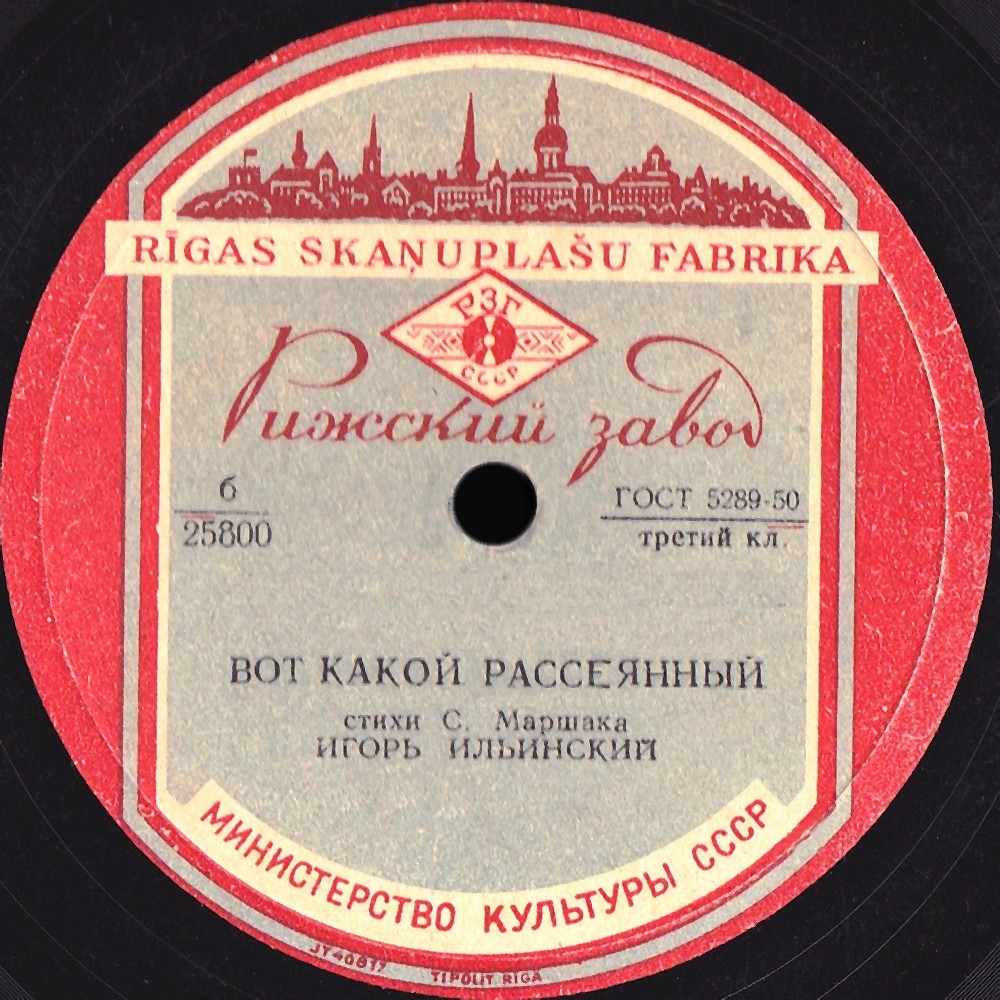 RĪGAS SKAŅUPLAŠU FABRIKA
РЗГ
СССР
Рижский завод
б
25800
ГОСТ 5289-50
третий кл.
ВОТ КАКОЙ РАССЕЯННЫЙ
стихи С. Маршака
ИГОРЬ ИЛЬИНСКИЙ
МИНИСТЕРСТВО КУЛЬТУРЫ СССР
JT40817
TIPOLIT. RIGA